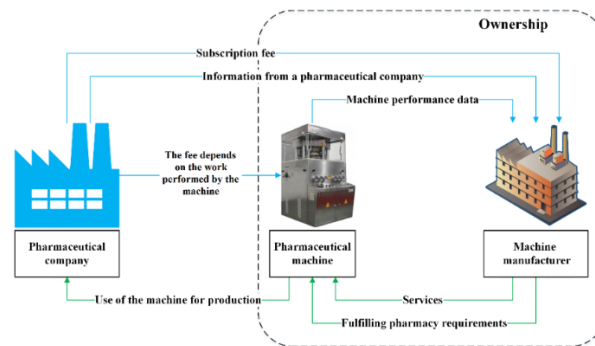 Ownership
Subscription fee
Information from a pharmaceutical company
Machine performance data
The fee depends
on the work
performed by the
machine
Pharmaceutical
company
Pharmaceutical
machine
Machine
manufacturer
Use of the machine for production
Services
Fulfilling pharmacy requirements